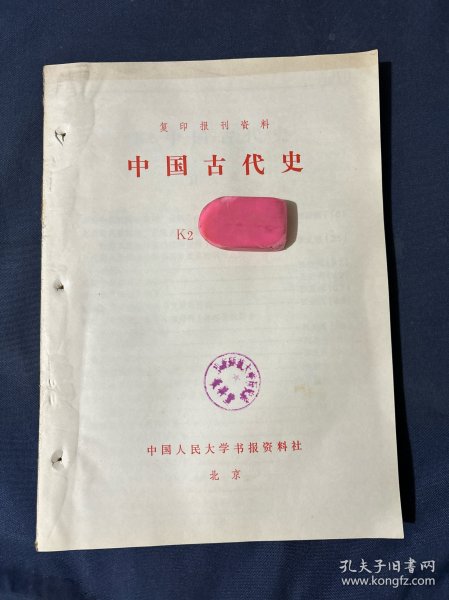 复印报刊资料
中国古代史
K2
中国人民大学书报资料社
北京
孔夫子旧书网
www.kongfz.com